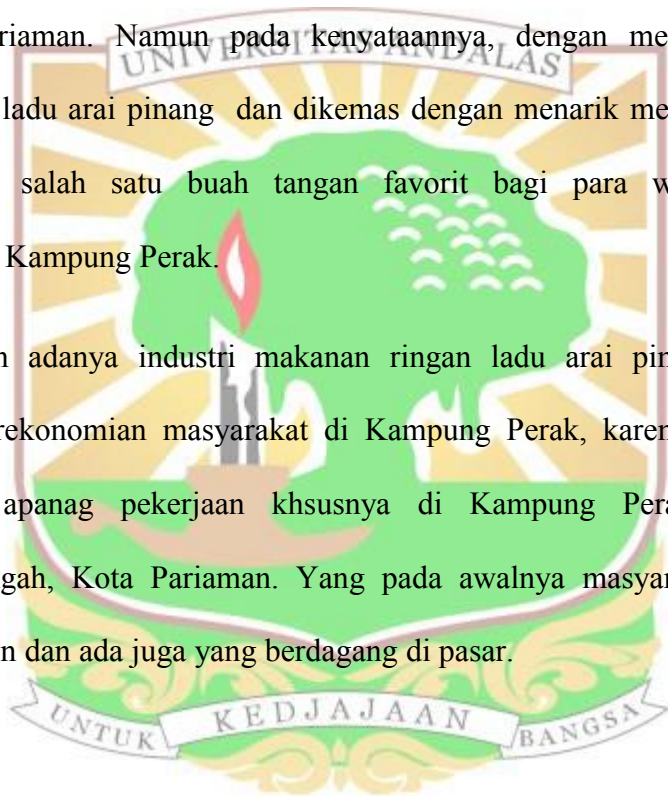 riaman. Namun pada kenyataannya, dengan me
UNIVERSITAS ANDALAS
ladu arai pinang dan dikemas dengan menarik me
salah satu buah tangan favorit bagi para w
Kampung Perak.
adanya industri makanan ringan ladu arai pin
rekonomian masyarakat di Kampung Perak, karen
apanag pekerjaan khsusnya di Kampung Pera
gah, Kota Pariaman. Yang pada awalnya masyar
n dan ada juga yang berdagang di pasar.
UNTUK KEDJAJAAN BANGSA